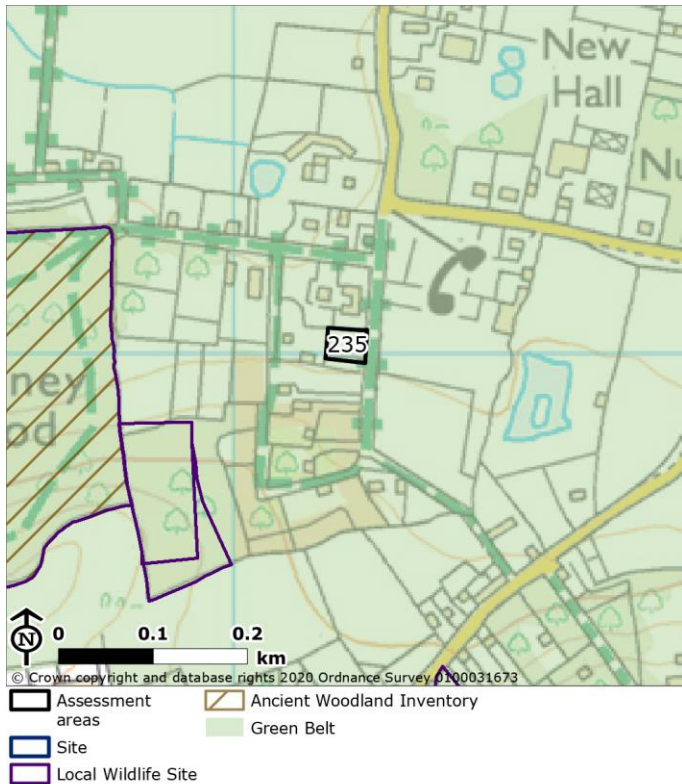 New
Hall
Nu
235
ney
od
N
0 0.1 0.2
km
© Crown copyright and database rights 2020 Ordnance Survey 0100031673
Assessment
areas
Site
Local Wildlife Site
Ancient Woodland Inventory
Green Belt